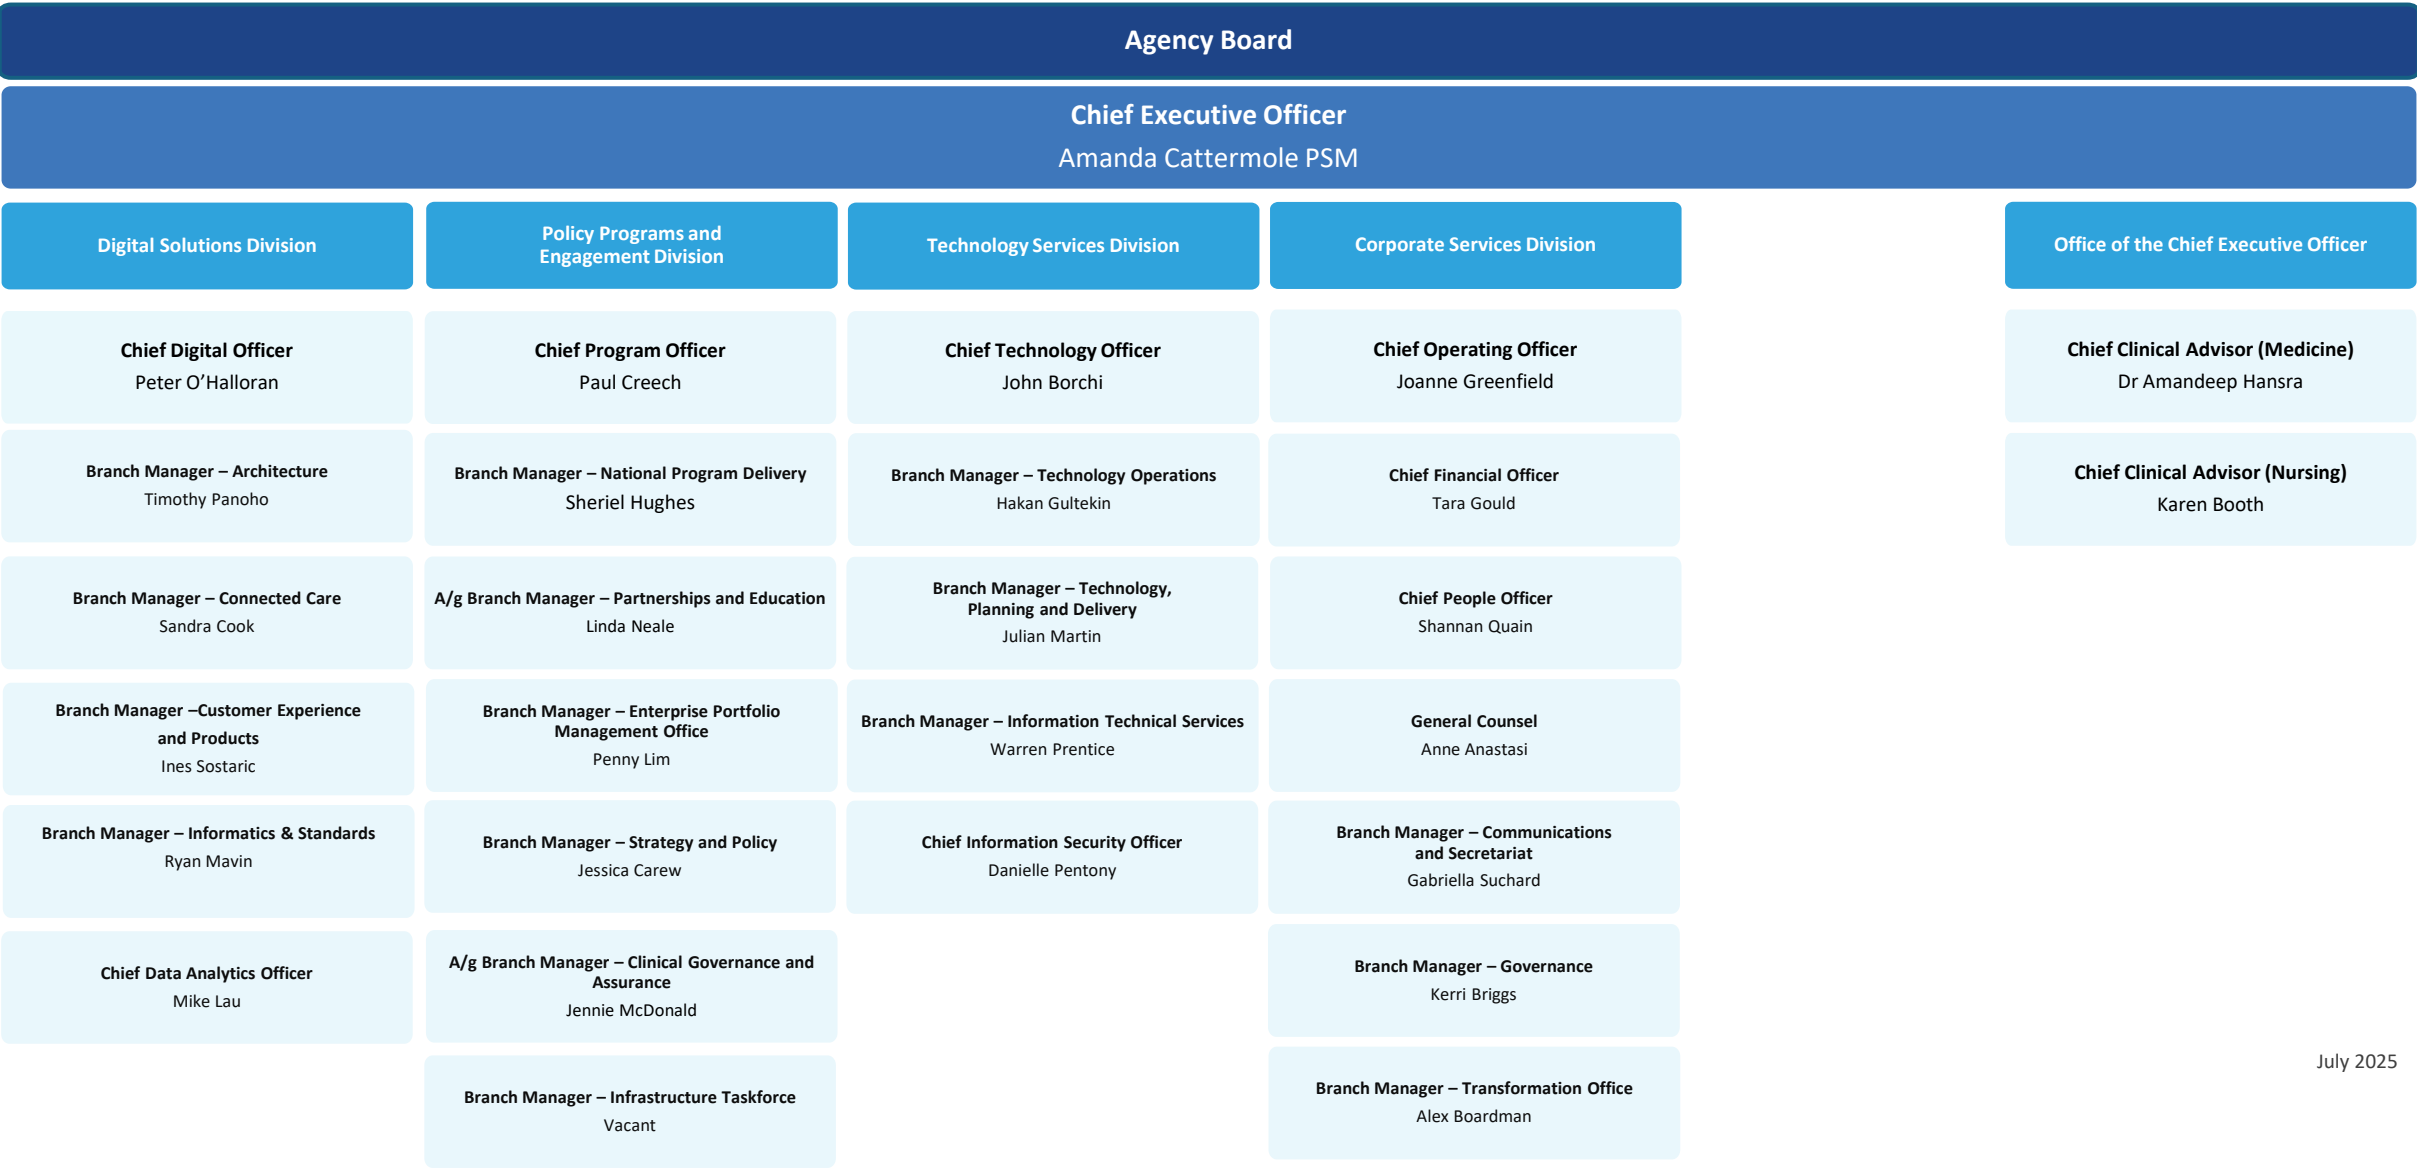 Agency Board
Chief Executive Officer
Amanda Cattermole PSM
Digital Solutions Division
Chief Digital Officer
Peter O’Halloran
Branch Manager – Architecture
Timothy Panoho
Branch Manager – Connected Care
Sandra Cook
Branch Manager –Customer Experience
and Products
Ines Sostaric
Branch Manager – Informatics & Standards
Ryan Mavin
Chief Data Analytics Officer
Mike Lau
Policy Programs and
Engagement Division
Chief Program Officer
Paul Creech
Branch Manager – National Program Delivery
Sheriel Hughes
A/g Branch Manager – Partnerships and Education
Linda Neale
Branch Manager – Enterprise Portfolio
Management Office
Penny Lim
Branch Manager – Strategy and Policy
Jessica Carew
A/g Branch Manager – Clinical Governance and
Assurance
Jennie McDonald
Branch Manager – Infrastructure Taskforce
Vacant
Technology Services Division
Chief Technology Officer
John Borchi
Branch Manager – Technology Operations
Hakan Gultekin
Branch Manager – Technology,
Planning and Delivery
Julian Martin
Branch Manager – Information Technical Services
Warren Prentice
Chief Information Security Officer
Danielle Pentony
Corporate Services Division
Chief Operating Officer
Joanne Greenfield
Chief Financial Officer
Tara Gould
Chief People Officer
Shannan Quain
General Counsel
Anne Anastasi
Branch Manager – Communications
and Secretariat
Gabriella Suchard
Branch Manager – Governance
Kerri Briggs
Branch Manager – Transformation Office
Alex Boardman
Office of the Chief Executive Officer
Chief Clinical Advisor (Medicine)
Dr Amandeep Hansra
Chief Clinical Advisor (Nursing)
Karen Booth
July 2025